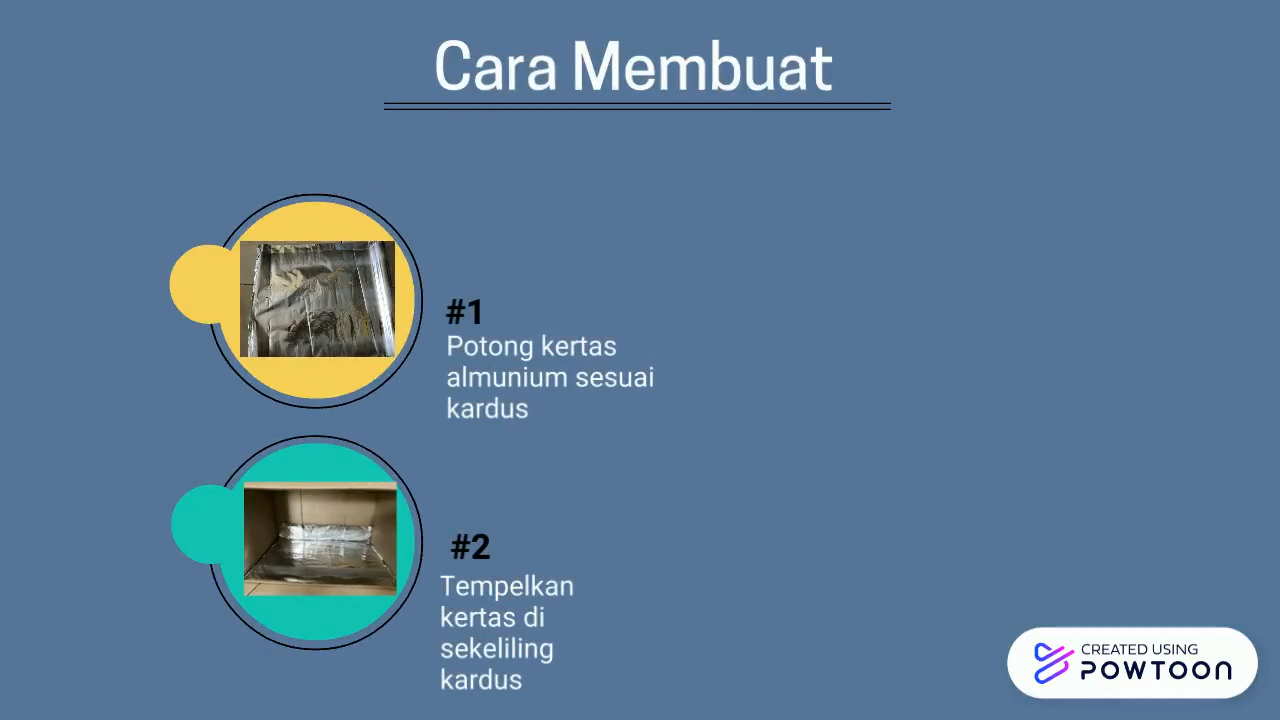 Cara Membuat
#1
Potong kertas
almunium sesuai
kardus
#2
Tempelkan
kertas di
sekeliling
kardus
CREATED USING
POWTOON